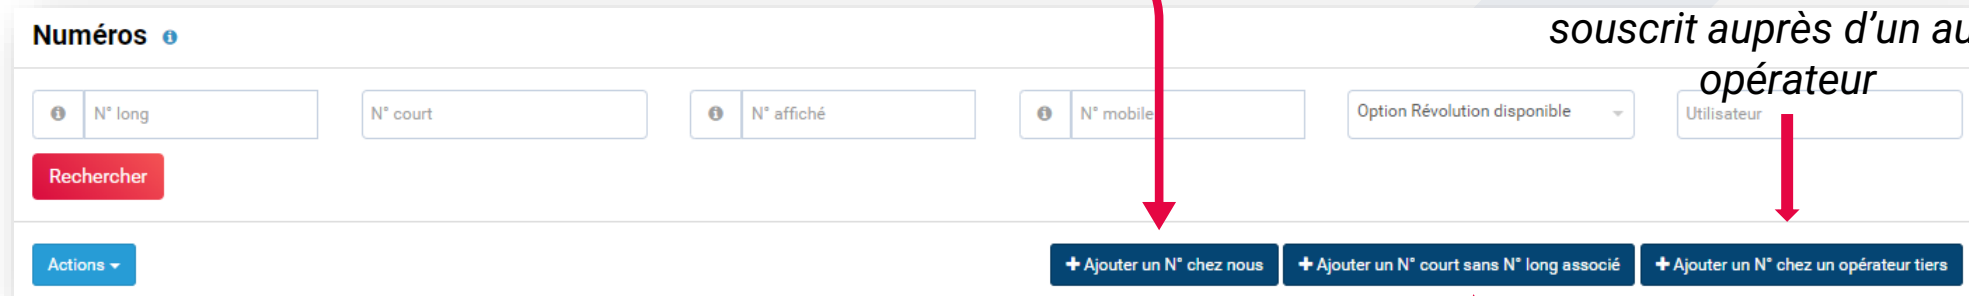 souscrit auprès d’un au
opérateur
Numéros
N° long
N° court
N° affiché
N° mobile
Option Révolution disponible
Utilisateur
Rechercher
Actions
+ Ajouter un N° chez nous
+ Ajouter un N° court sans N° long associé
+ Ajouter un N° chez un opérateur tiers